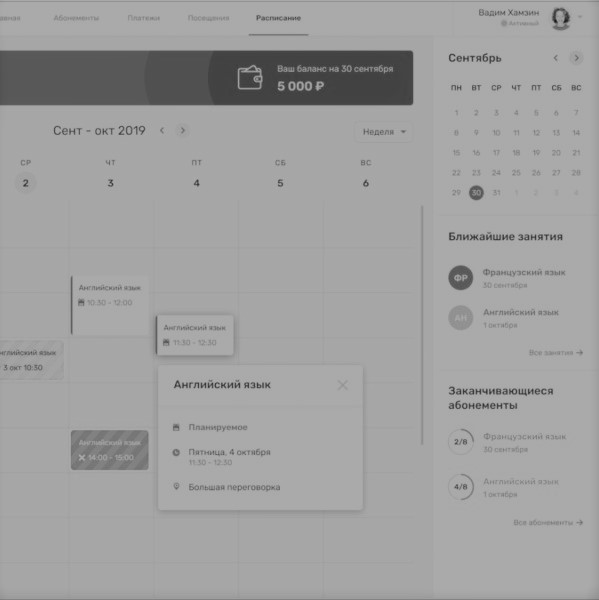 Абонементы
Платежи
Посещения
Расписание
Вадим Хамзин
Активный
Ваш баланс на 30 сентября
5 000 ₽
Сент - окт 2019
Неделя
СР
ЧТ
ПТ
СБ
ВС
2
3
4
5
6
Английский язык
10:30 - 12:00
Английский язык
11:30 - 12:30
язык
3 окт 10:30
Английский язык
14:00 - 15:00
Английский язык
Планируемое
Пятница, 4 октября
11:30 - 12:30
Большая переговорка
Сентябрь
ПН ВТ СР ЧТ ПТ СБ ВС
1 2 3 4 5 6 7
8 9 10 11 12 13 14
15 16 17 18 19 20 21
22 23 24 25 26 27 28
29 30 31 1 2 3 4
Ближайшие занятия
ФР
Французский язык
30 сентября
АН
Английский язык
1 октября
Все занятия →
Заканчивающиеся
абонементы
2/8
Французский язык
30 сентября
4/8
Английский язык
1 октября
Все абонементы →